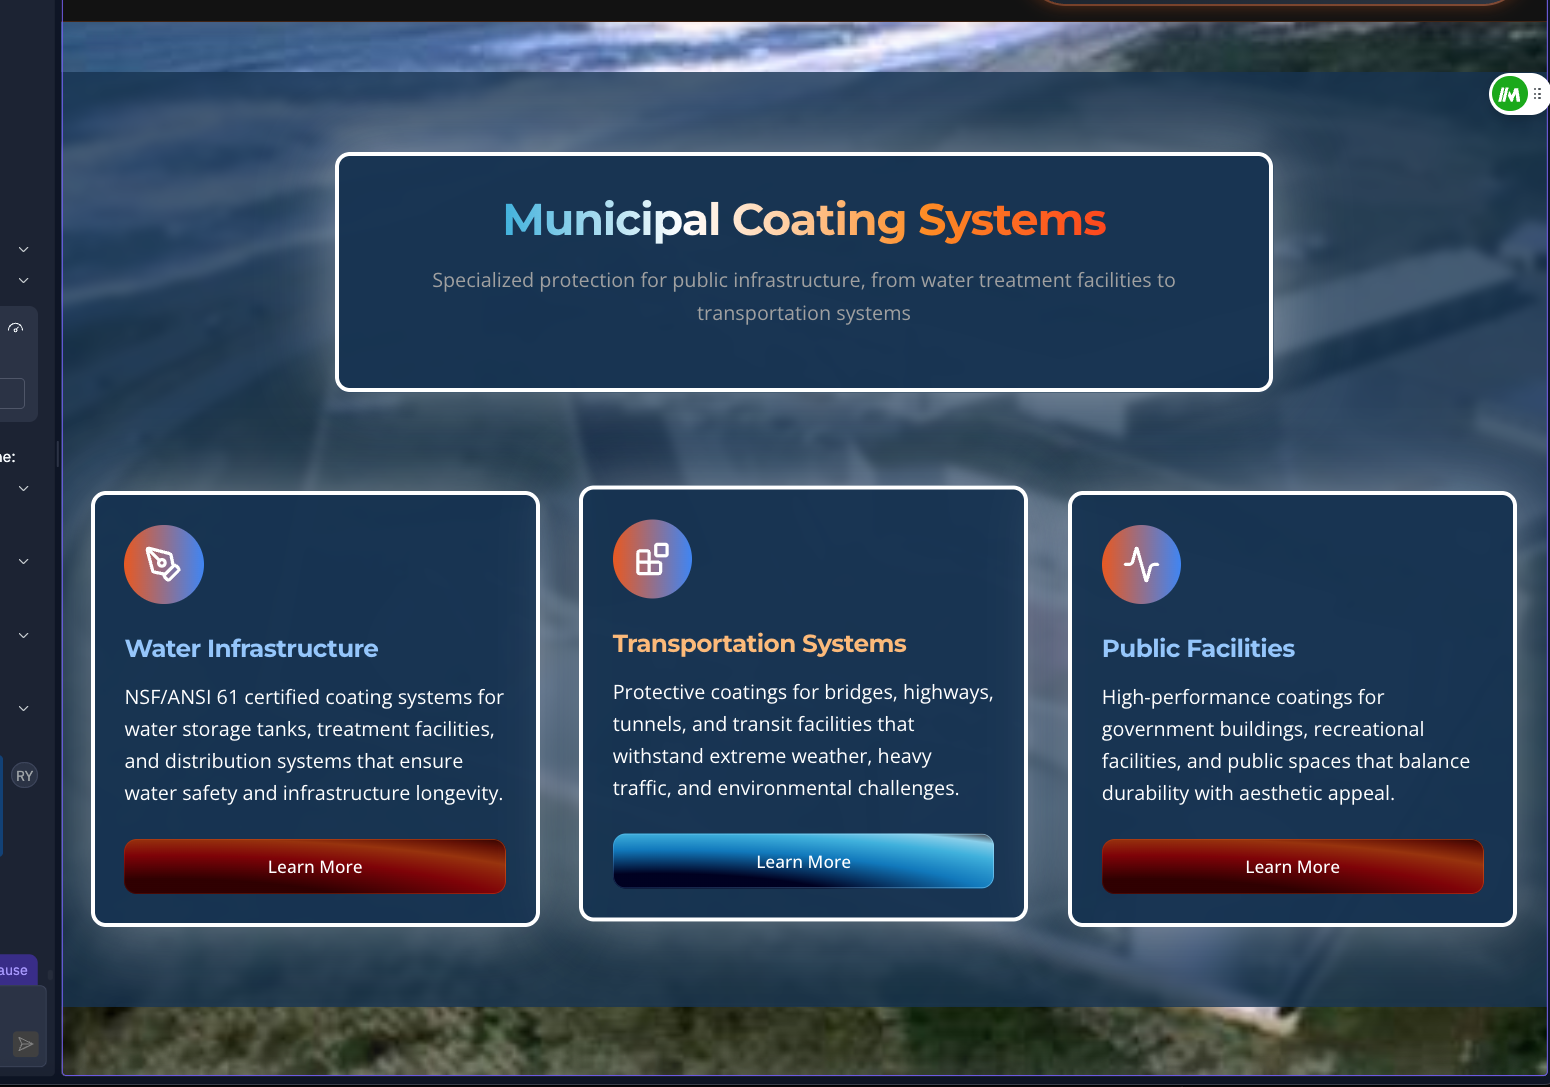 Municipal Coating Systems
Specialized protection for public infrastructure, from water treatment facilities to
transportation systems
Water Infrastructure
NSF/ANSI 61 certified coating systems for
water storage tanks, treatment facilities,
and distribution systems that ensure
water safety and infrastructure longevity.
Learn More
Transportation Systems
Protective coatings for bridges, highways,
tunnels, and transit facilities that
withstand extreme weather, heavy
traffic, and environmental challenges.
Learn More
Public Facilities
High-performance coatings for
government buildings, recreational
facilities, and public spaces that balance
durability with aesthetic appeal.
Learn More
RY